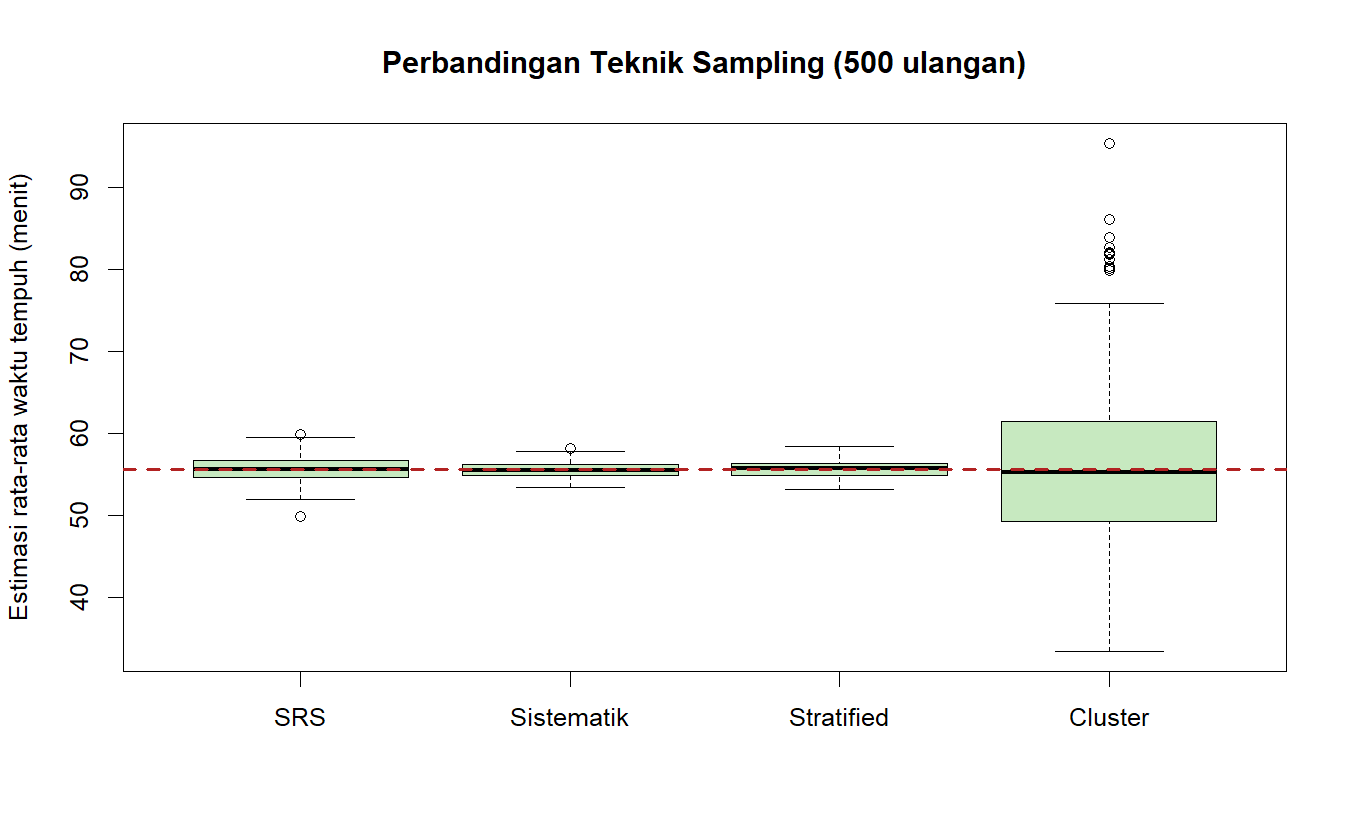 Perbandingan Teknik Sampling (500 ulangan)
Estimasi rata-rata waktu tempuh (menit)
90
80
70
60
50
40
SRS
Sistematik
Stratified
Cluster